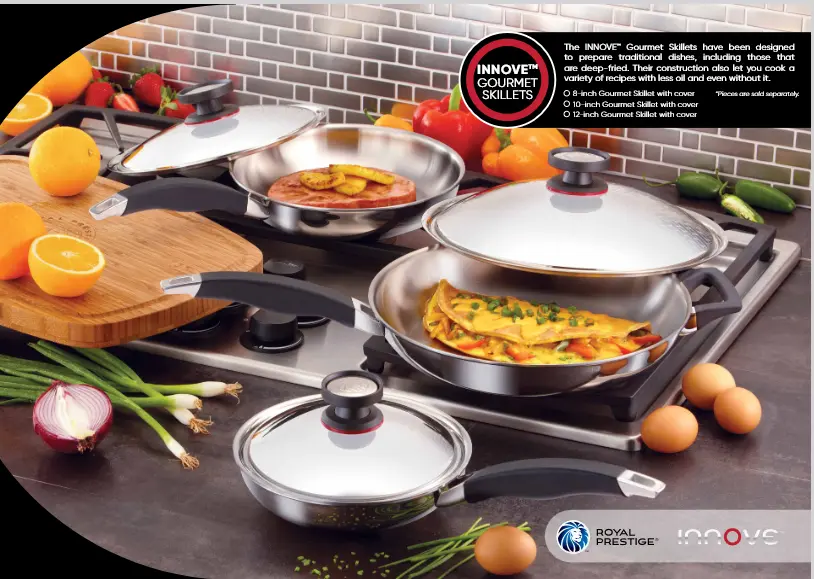 INNOVE™
GOURMET
SKILLETS
The INNOVE™ Gourmet Skillets have been designed
to prepare traditional dishes, including those that
are deep-fried. Their construction also let you cook a
variety of recipes with less oil and even without it.
8-inch Gourmet Skillet with cover
*Pieces are sold separately.
10-inch Gourmet Skillet with cover
12-inch Gourmet Skillet with cover
ROYAL
PRESTIGE®
INNOVE